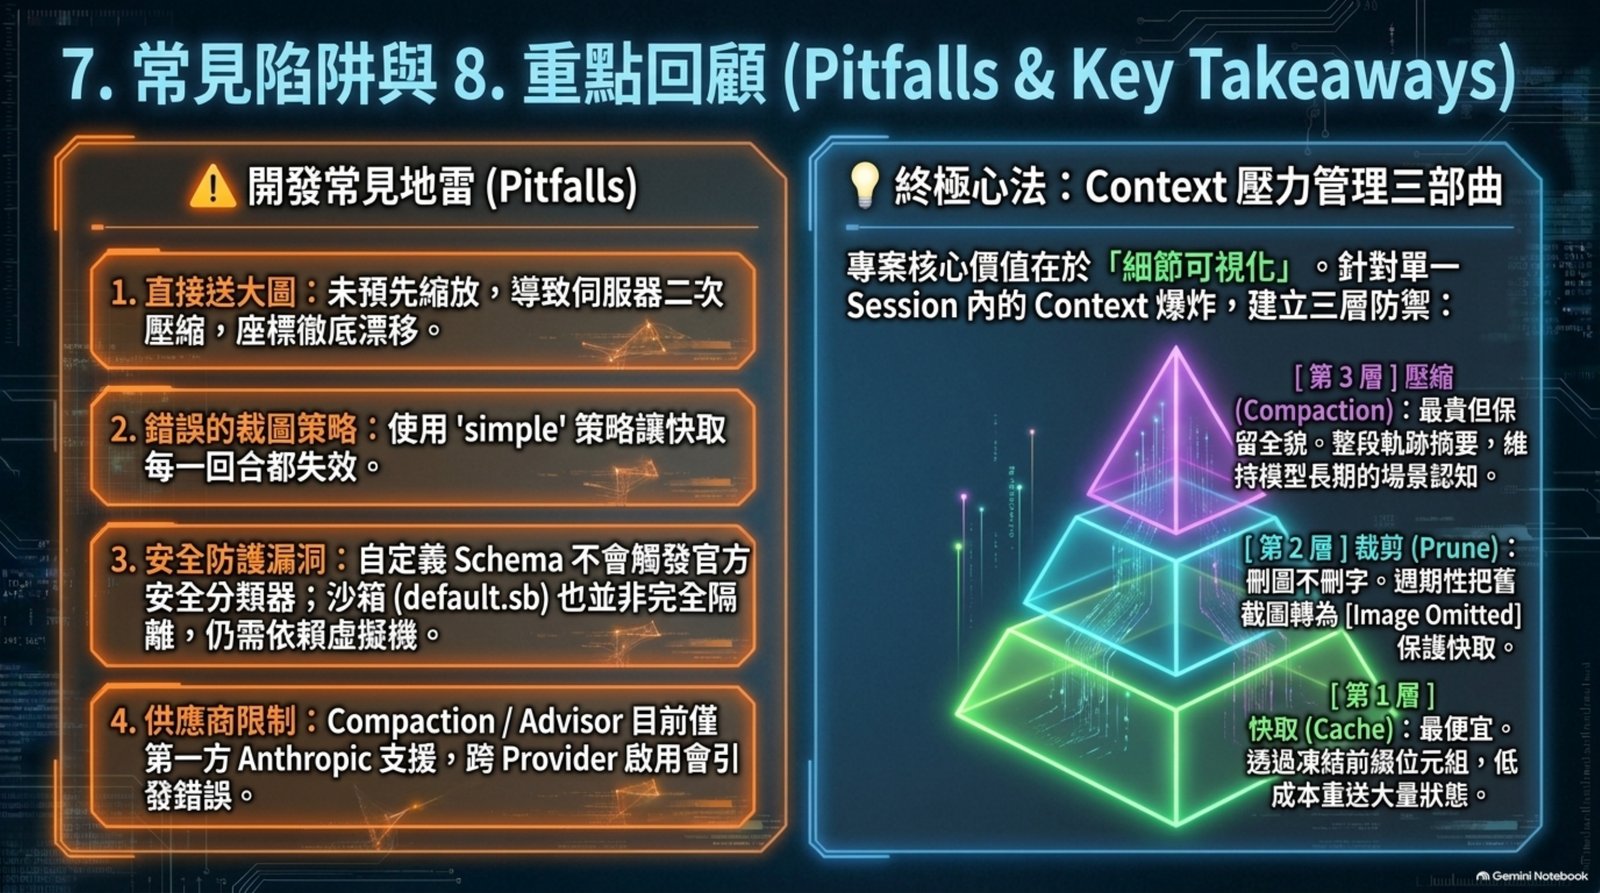 7. 常見陷阱與 8. 重點回顧 (Pitfalls & Key Takeaways)
開發常見地雷 (Pitfalls)
1. 直接送大圖：未預先縮放，導致伺服器二次
壓縮，座標徹底漂移。
2. 錯誤的裁圖策略：使用 'simple' 策略讓快取
每一回合都失效。
3. 安全防護漏洞：自定義 Schema 不會觸發官方
安全分類器；沙箱 (default.sb) 也並非完全隔
離，仍需依賴虛擬機。
4. 供應商限制：Compaction / Advisor 目前僅
第一方 Anthropic 支援，跨 Provider 啟用會引
發錯誤。
終極心法：Context 壓力管理三部曲
專案核心價值在於「細節可視化」。針對單一
Session 內的 Context 爆炸，建立三層防禦：
[ 第 3 層 ] 壓縮
(Compaction)：最貴但保
留全貌。整段軌跡摘要，維
持模型長期的場景認知。
[ 第 2 層 ] 裁剪 (Prune)：
刪圖不刪字。週期性把舊
截圖轉為 [Image Omitted]
保護快取。
[ 第 1 層 ]
快取 (Cache)：最便宜。
透過凍結前綴位元組，低
成本重送大量狀態。
Gemini Notebook